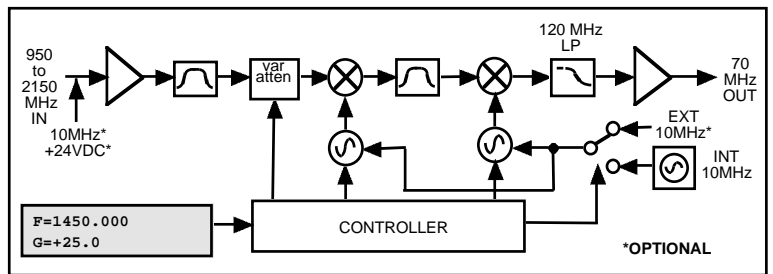 950
to
2150
MHz
IN
10MHz*
+24VDC*
var
atten
120 MHz
LP
70
MHz
OUT
EXT
10MHz*
INT
10MHz
F=1450.000
G=+25.0
CONTROLLER
*OPTIONAL